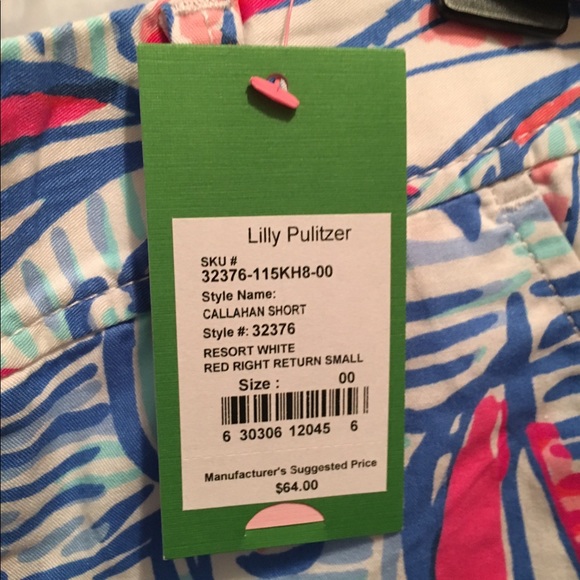 Lilly Pulitzer
SKU #
32376-115KH8-00
Style Name:
CALLAHAN SHORT
Style #: 32376
RESORT WHITE
RED RIGHT RETURN SMALL
Size : 00
6 30306 12045 6
Manufacturer's Suggested Price
$64.00